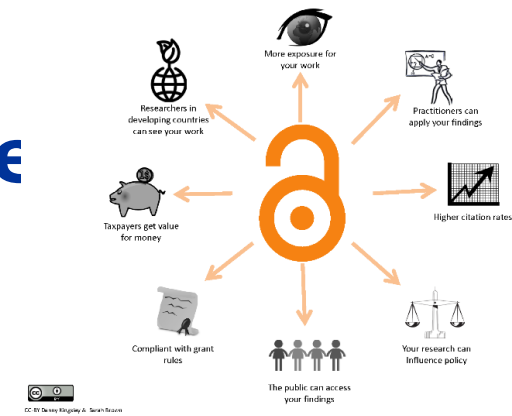 More exposure for
your work
Practitioners can
apply your findings
Higher citation rates
Your research can
Influence policy
The public can access
your findings
Compliant with grant
rules
Taxpayers get value
for money
Researchers in
developing countries
can see your work
e
cc
BY
CC-BY Danny Kingsley & Sarah Brown